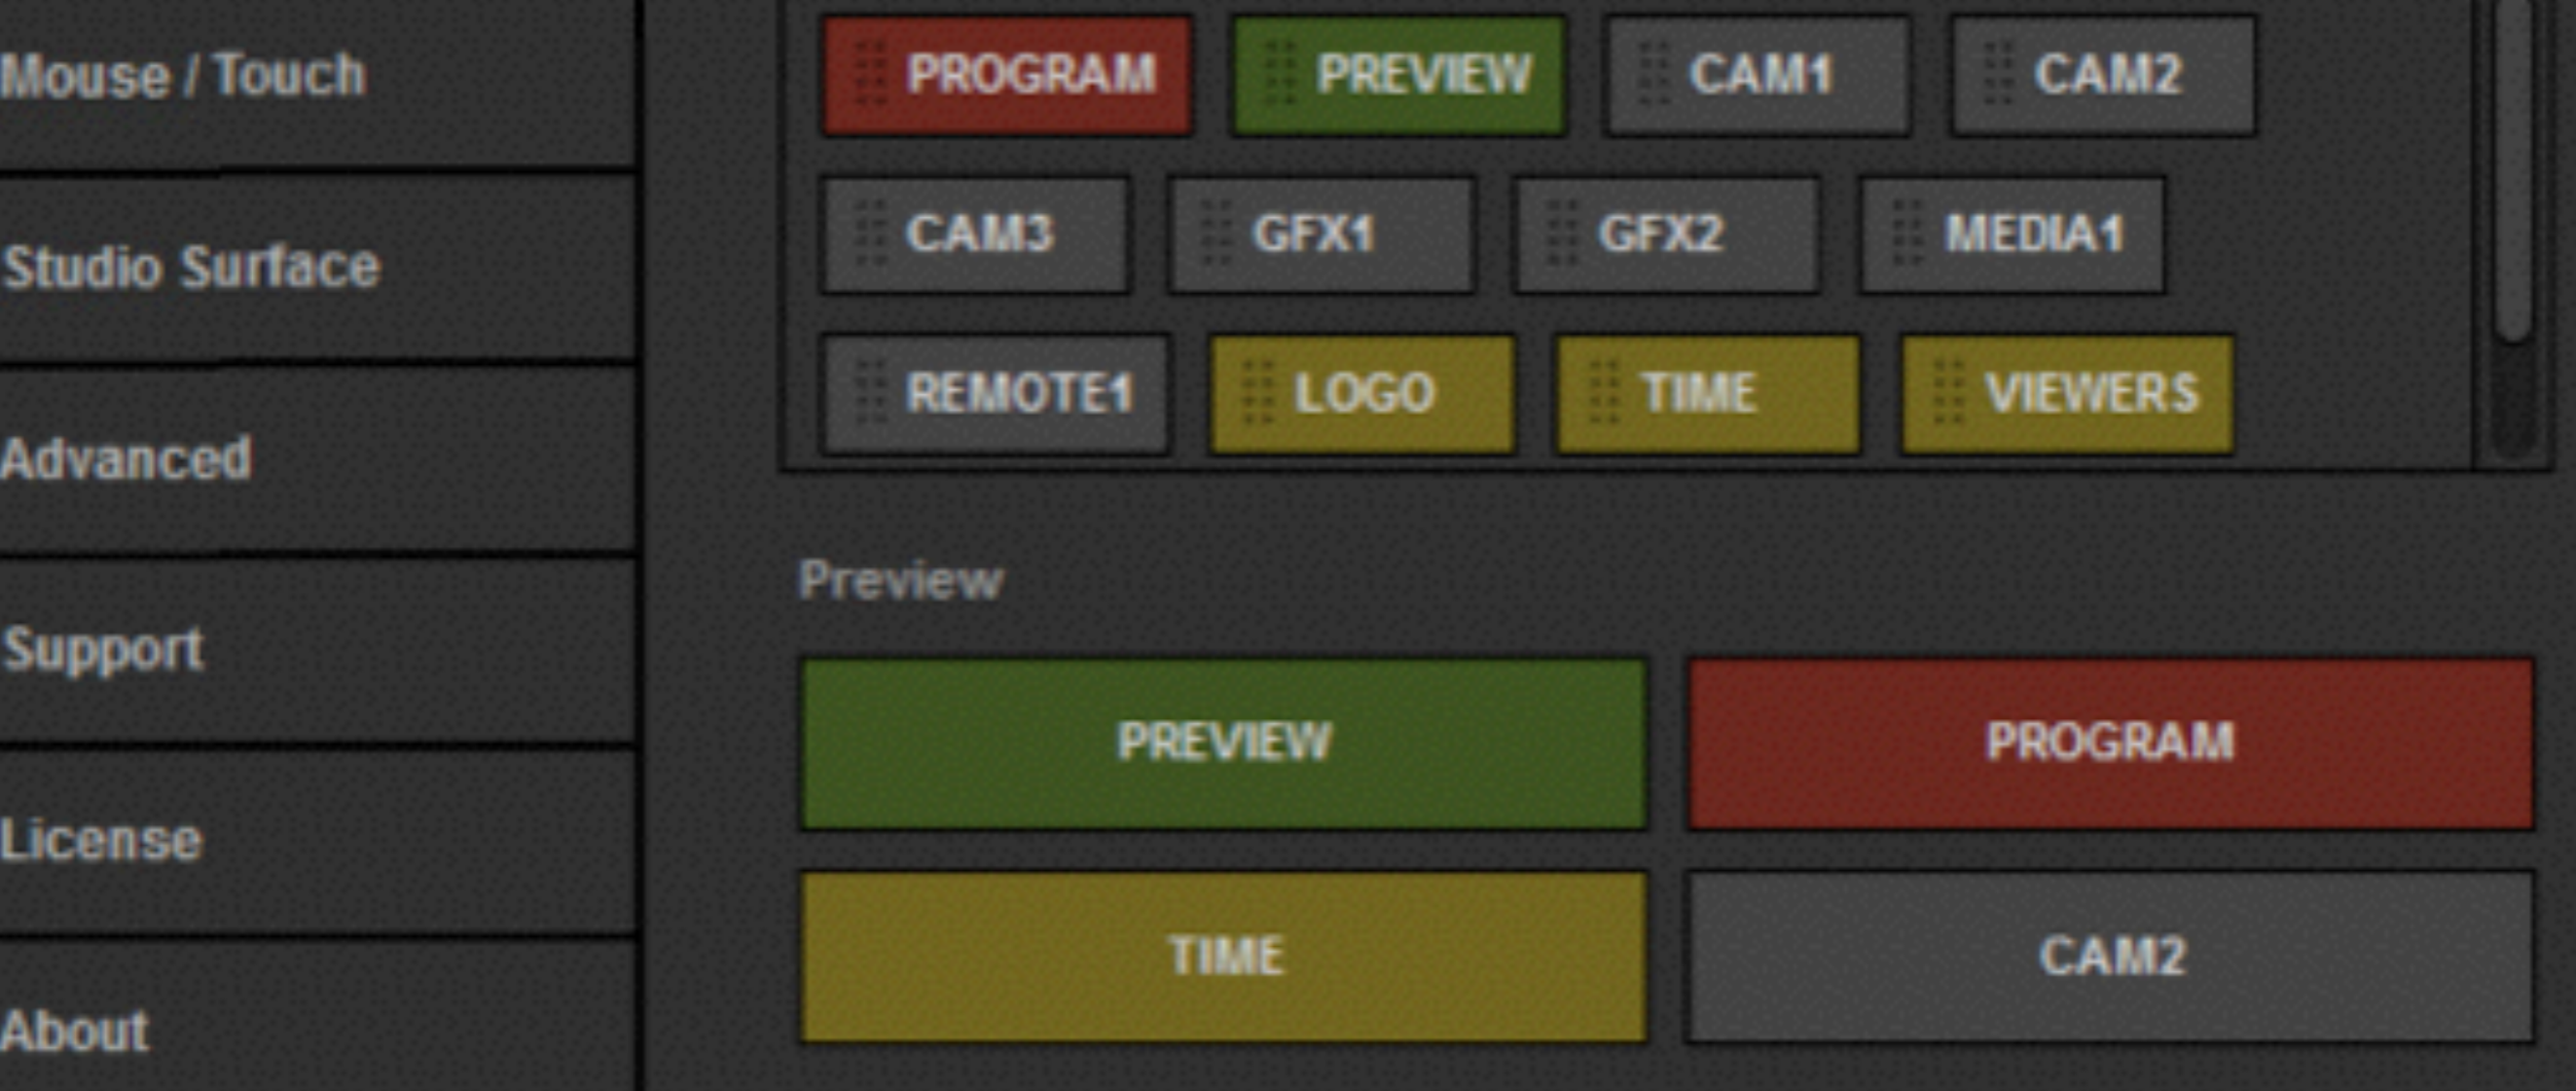 Mouse / Touch
Studio Surface
Advanced
Support
License
About
PROGRAM PREVIEW CAM1 CAM2
CAM3 GFX1 GFX2 MEDIA1
REMOTE1 LOGO TIME VIEWERS
Preview
PREVIEW PROGRAM
TIME CAM2